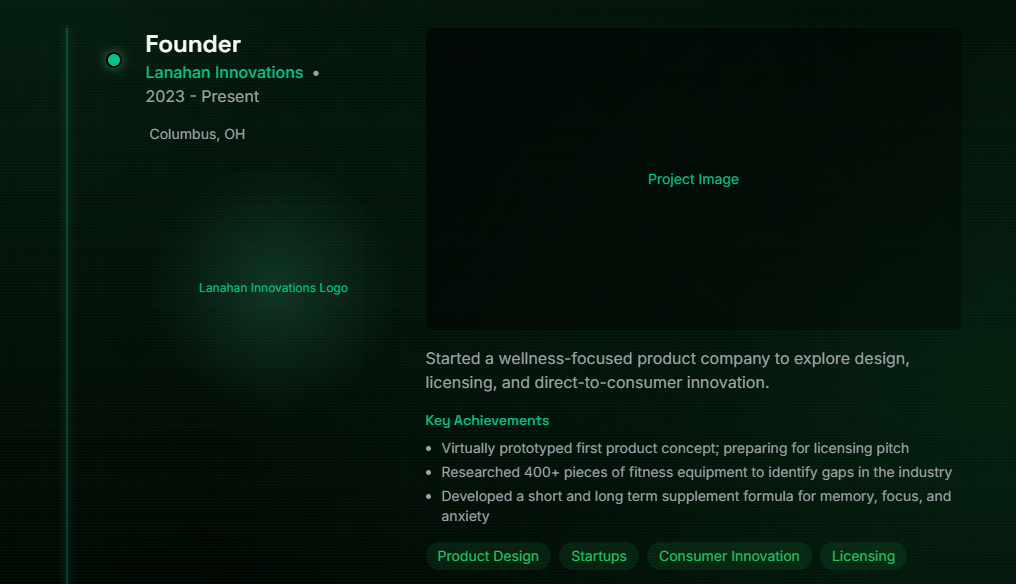 Founder
Lanahan Innovations •
2023 - Present
Columbus, OH
Lanahan Innovations Logo
Project Image
Started a wellness-focused product company to explore design,
licensing, and direct-to-consumer innovation.
Key Achievements
• Virtually prototyped first product concept; preparing for licensing pitch
• Researched 400+ pieces of fitness equipment to identify gaps in the industry
• Developed a short and long term supplement formula for memory, focus, and
anxiety
Product Design Startups Consumer Innovation Licensing